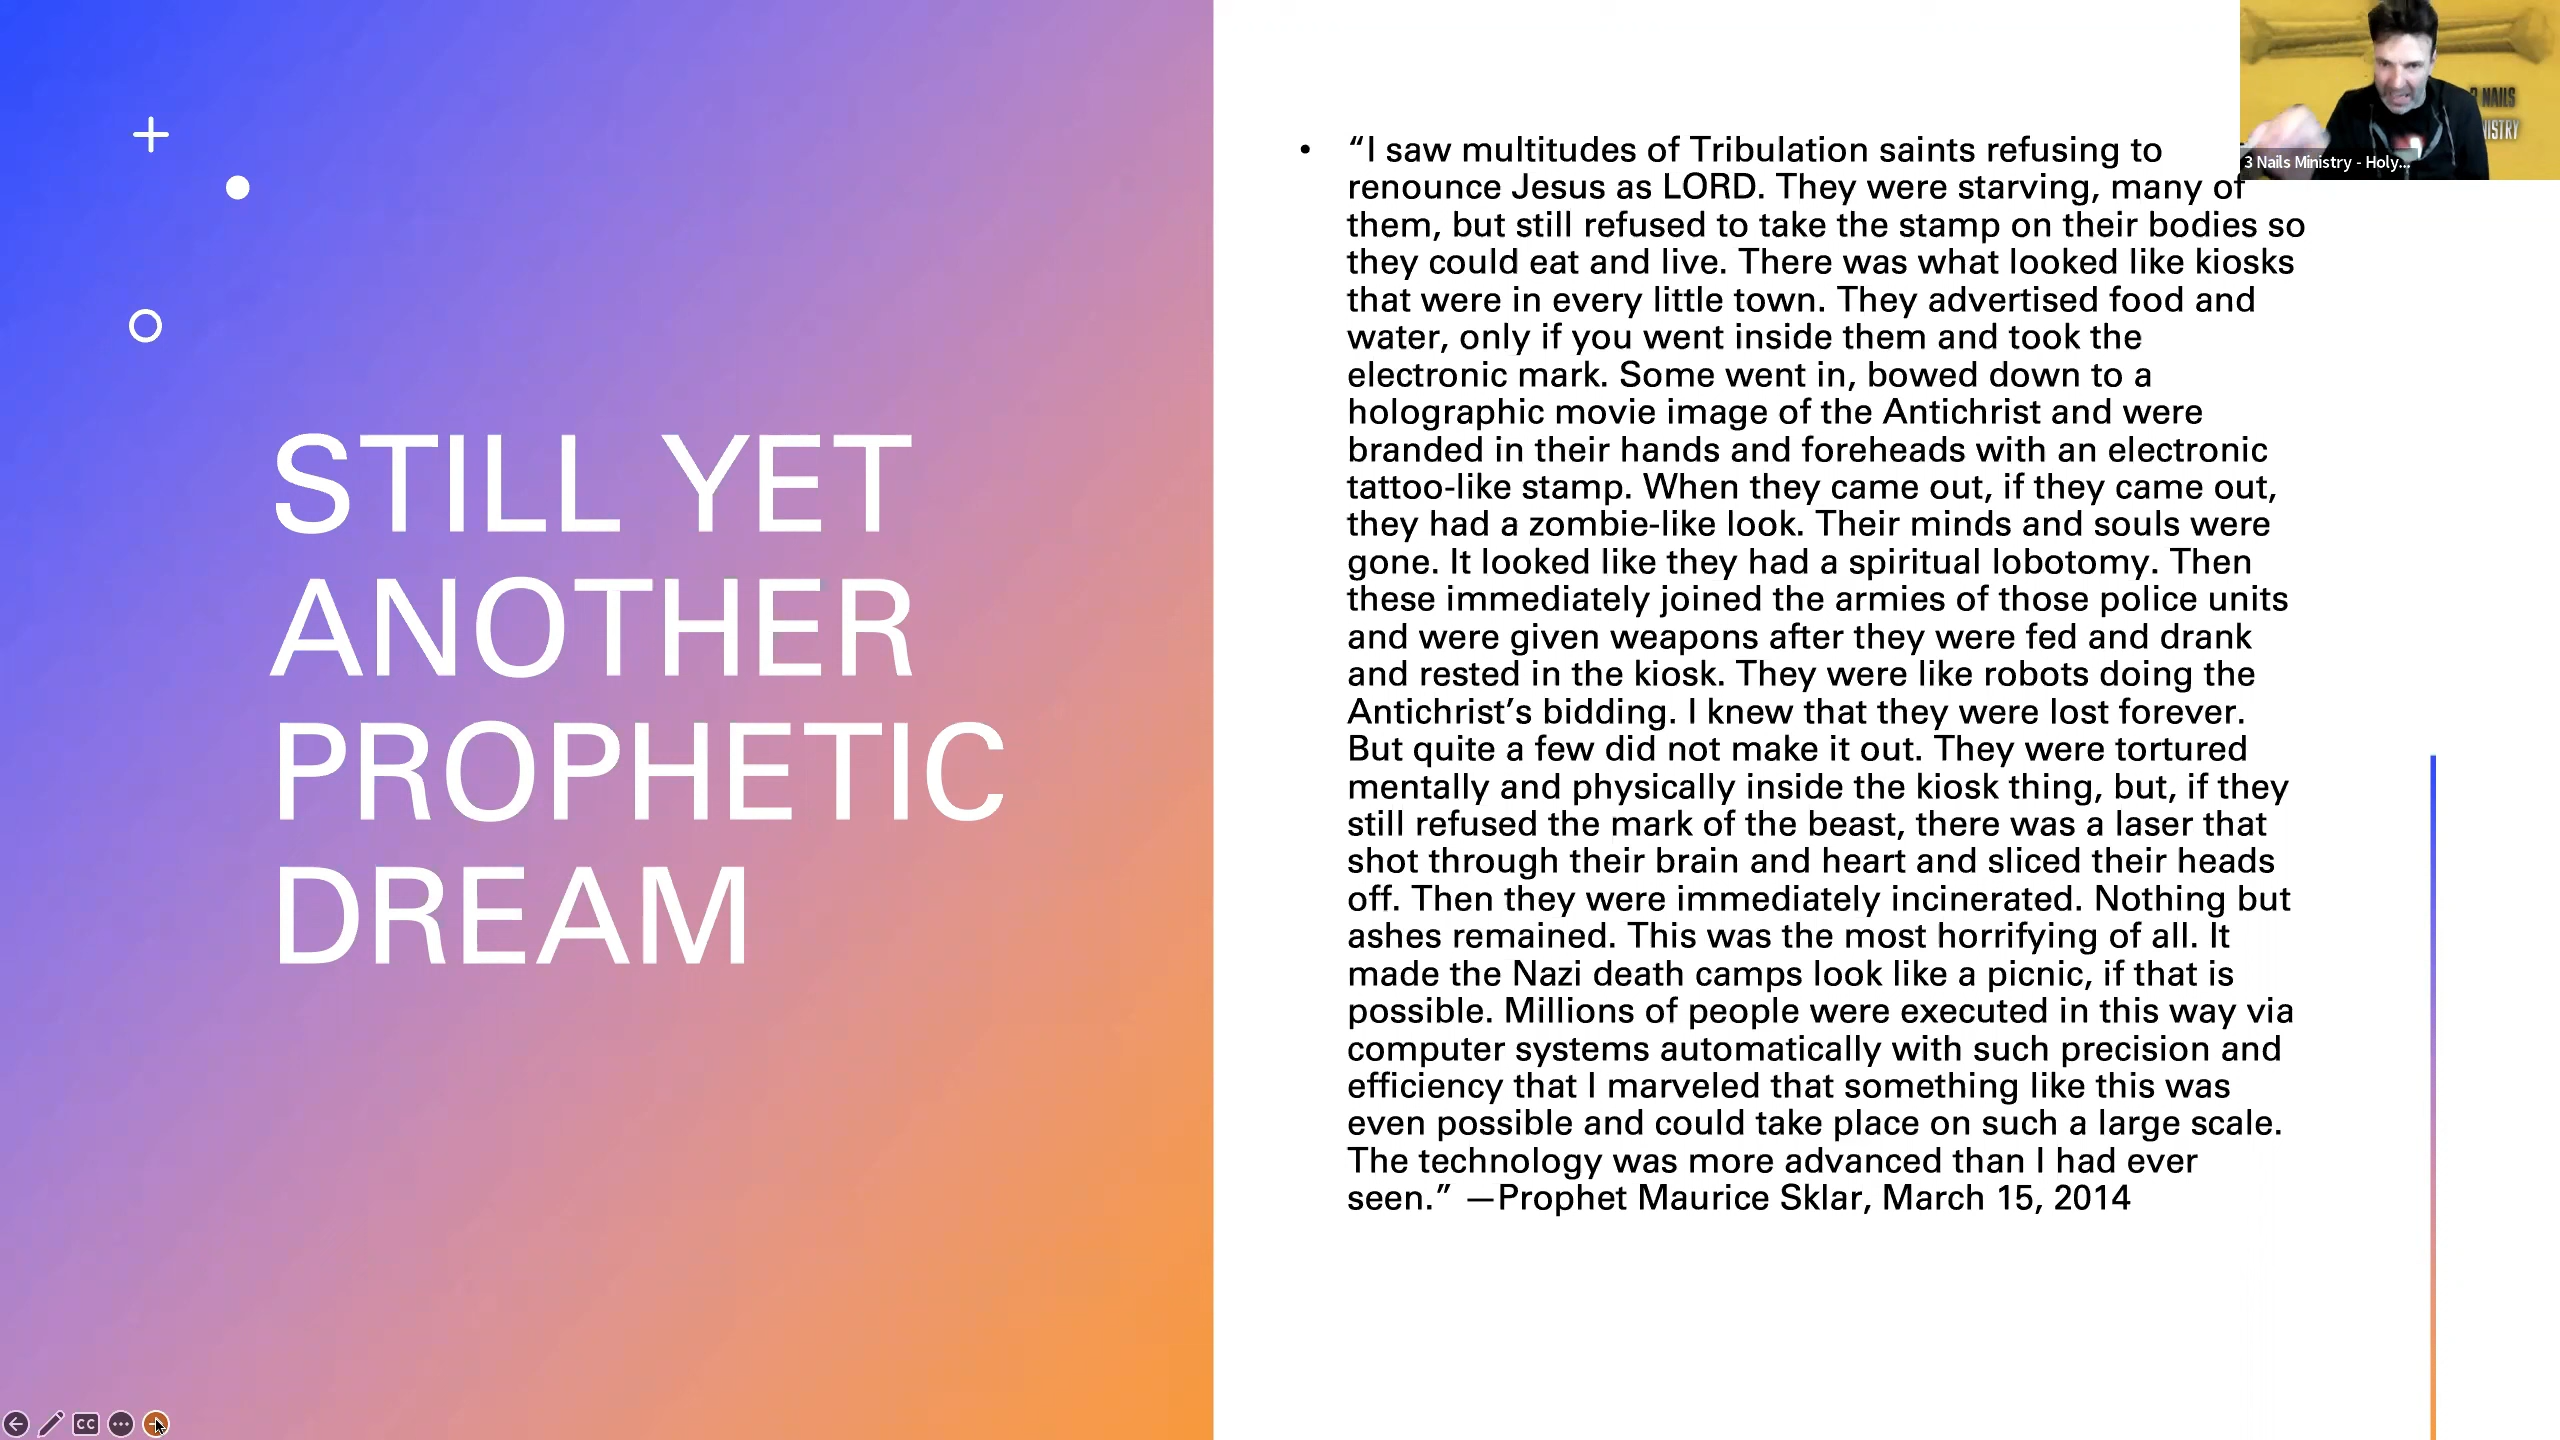 STILL YET
ANOTHER
PROPHETIC
DREAM
• “I saw multitudes of Tribulation saints refusing to
renounce Jesus as LORD. They were starving, many of
them, but still refused to take the stamp on their bodies so
they could eat and live. There was what looked like kiosks
that were in every little town. They advertised food and
water, only if you went inside them and took the
electronic mark. Some went in, bowed down to a
holographic movie image of the Antichrist and were
branded in their hands and foreheads with an electronic
tattoo-like stamp. When they came out, if they came out,
they had a zombie-like look. Their minds and souls were
gone. It looked like they had a spiritual lobotomy. Then
these immediately joined the armies of those police units
and were given weapons after they were fed and drank
and rested in the kiosk. They were like robots doing the
Antichrist’s bidding. I knew that they were lost forever.
But quite a few did not make it out. They were tortured
mentally and physically inside the kiosk thing, but, if they
still refused the mark of the beast, there was a laser that
shot through their brain and heart and sliced their heads
off. Then they were immediately incinerated. Nothing but
ashes remained. This was the most horrifying of all. It
made the Nazi death camps look like a picnic, if that is
possible. Millions of people were executed in this way via
computer systems automatically with such precision and
efficiency that I marveled that something like this was
even possible and could take place on such a large scale.
The technology was more advanced than I had ever
seen.” —Prophet Maurice Sklar, March 15, 2014
NAILS
3 Nails Ministry - Holy...
CC